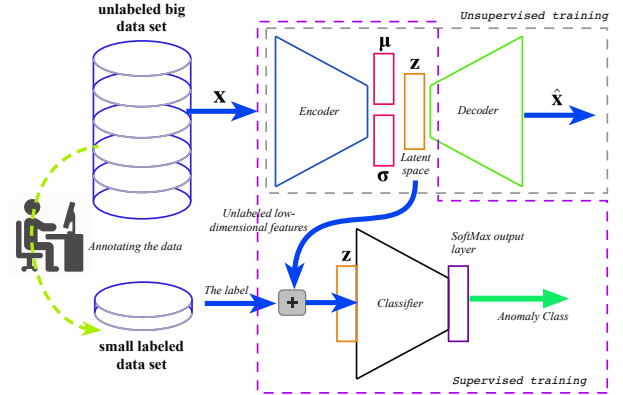 unlabeled big
data set
Unsupervised training
μ
z
x
x̂
Encoder
Decoder
σ
Latent
space
Unlabeled low-
dimensional features
Annotating the data
z
SoftMax output
layer
The label
+
Classifier
Anomaly Class
small labeled
data set
Supervised training